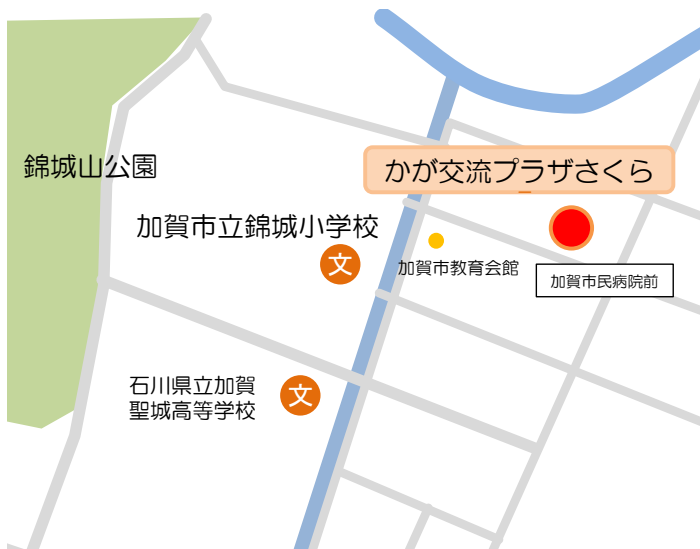 かが交流プラザさくら
錦城山公園
加賀市立錦城小学校
文
加賀市教育会館
加賀市民病院前
石川県立加賀
聖城高等学校
文